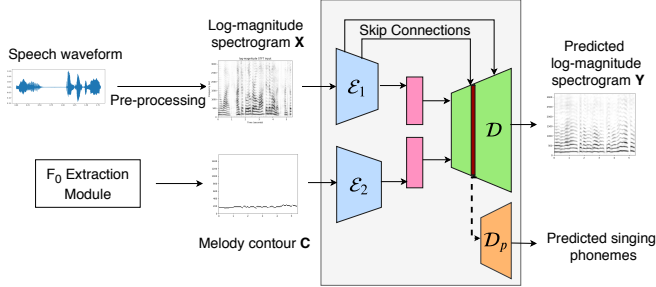 Speech waveform
Pre-processing
Log-magnitude
spectrogram X
Skip Connections
Predicted
log-magnitude
spectrogram Y
ℰ₁
𝒟
F₀ Extraction
Module
Melody contour C
ℰ₂
𝒟ₚ
Predicted singing
phonemes